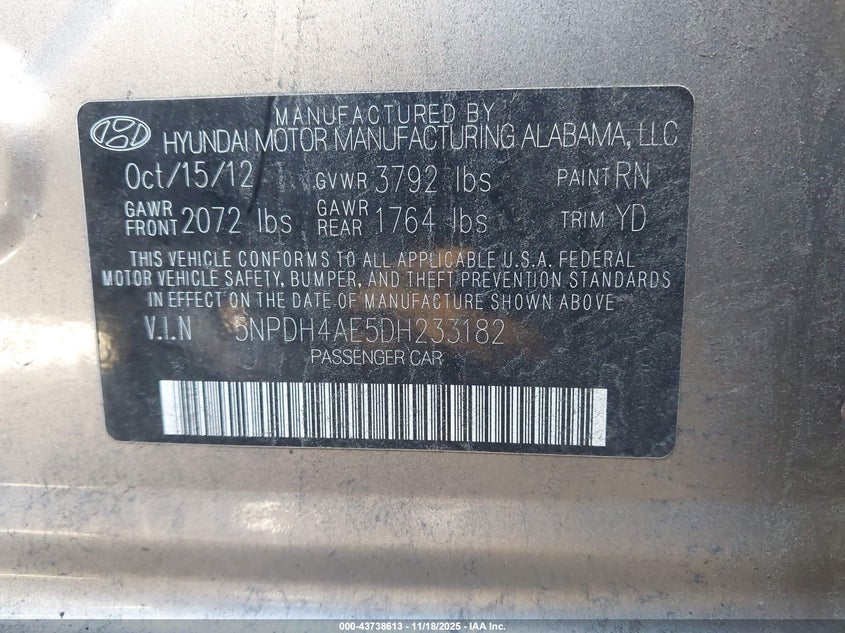 MANUFACTURED BY
HYUNDAI MOTOR MANUFACTURING ALABAMA, LLC
Oct/15/12 GVWR 3792 lbs PAINT RN
GAWR FRONT 2072 lbs GAWR REAR 1764 lbs TRIM YD
THIS VEHICLE CONFORMS TO ALL APPLICABLE U.S.A. FEDERAL
MOTOR VEHICLE SAFETY, BUMPER, AND THEFT PREVENTION STANDARDS
IN EFFECT ON THE DATE OF MANUFACTURE SHOWN ABOVE
V.I.N 5NPDH4AE5DH233182
PASSENGER CAR
000-43738613 - 11/18/2025 - IAA Inc.